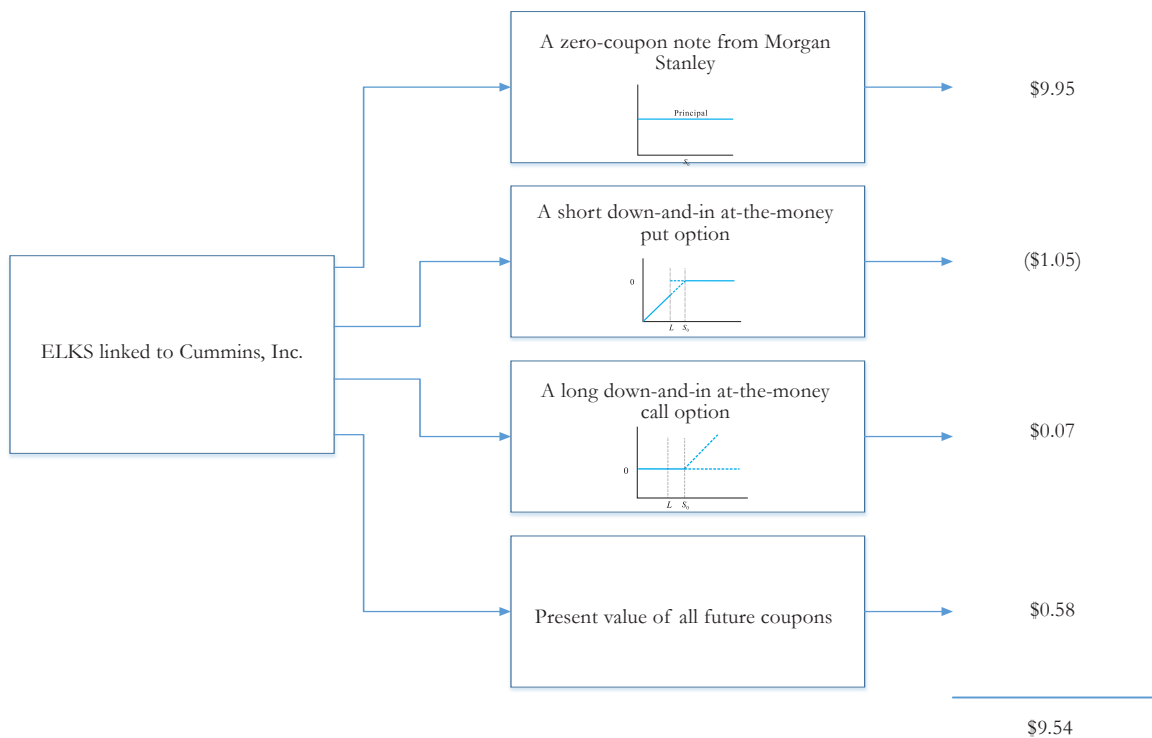 A zero-coupon note from Morgan
Stanley
Principal
S₀
$9.95
A short down-and-in at-the-money
put option
0
L
S₀
($1.05)
ELKS linked to Cummins, Inc.
A long down-and-in at-the-money
call option
0
L
S₀
$0.07
Present value of all future coupons
$0.58
$9.54